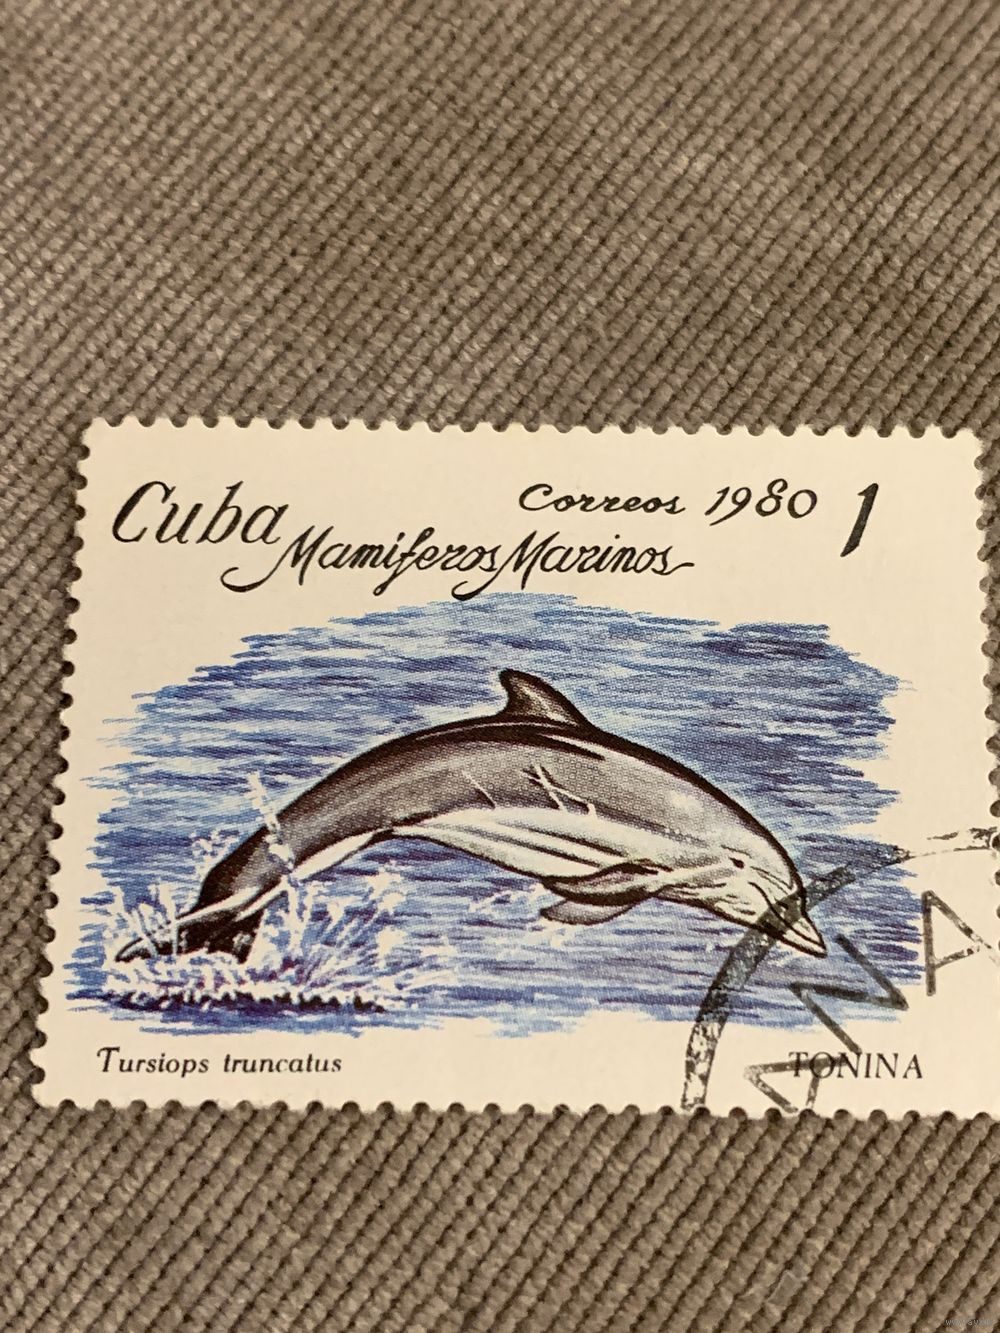 Cuba
Correos 1980 1
Mamiferos Marinos
Tursiops truncatus
TONINA